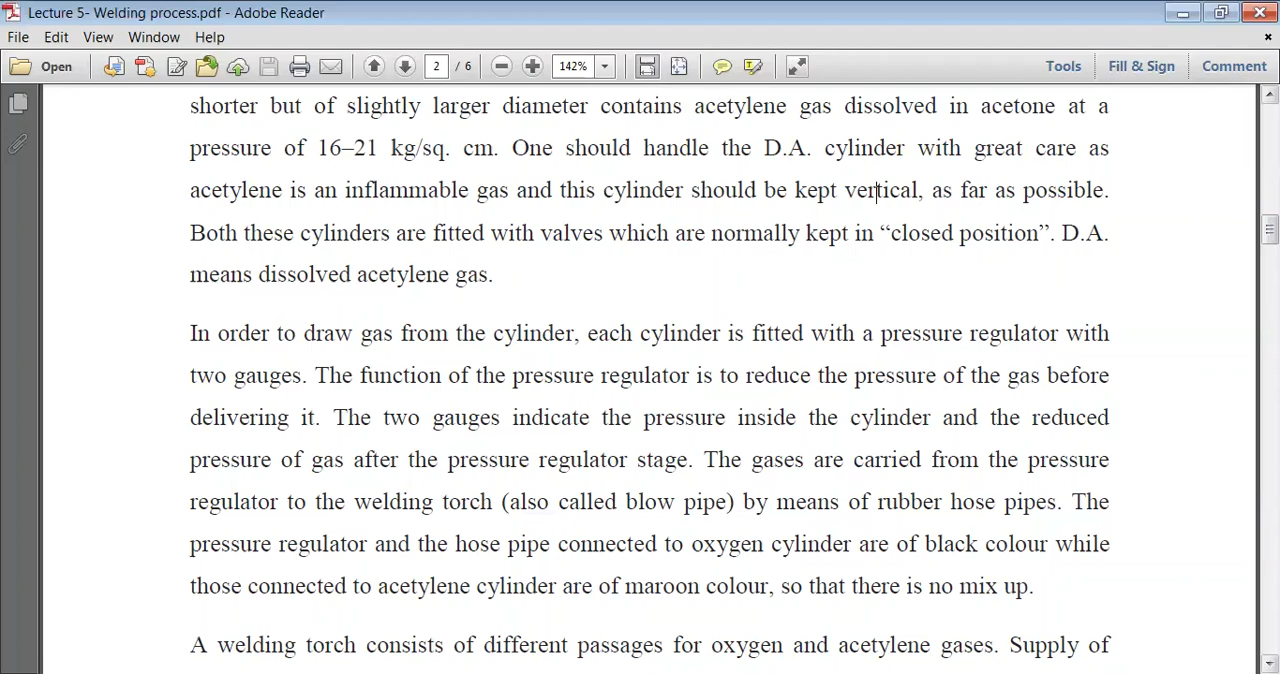 Lecture 5- Welding process.pdf - Adobe Reader
File Edit View Window Help
Open 2 / 6 142% Tools Fill & Sign Comment
shorter but of slightly larger diameter contains acetylene gas dissolved in acetone at a
pressure of 16–21 kg/sq. cm. One should handle the D.A. cylinder with great care as
acetylene is an inflammable gas and this cylinder should be kept vertical, as far as possible.
Both these cylinders are fitted with valves which are normally kept in “closed position”. D.A.
means dissolved acetylene gas.
In order to draw gas from the cylinder, each cylinder is fitted with a pressure regulator with
two gauges. The function of the pressure regulator is to reduce the pressure of the gas before
delivering it. The two gauges indicate the pressure inside the cylinder and the reduced
pressure of gas after the pressure regulator stage. The gases are carried from the pressure
regulator to the welding torch (also called blow pipe) by means of rubber hose pipes. The
pressure regulator and the hose pipe connected to oxygen cylinder are of black colour while
those connected to acetylene cylinder are of maroon colour, so that there is no mix up.
A welding torch consists of different passages for oxygen and acetylene gases. Supply of